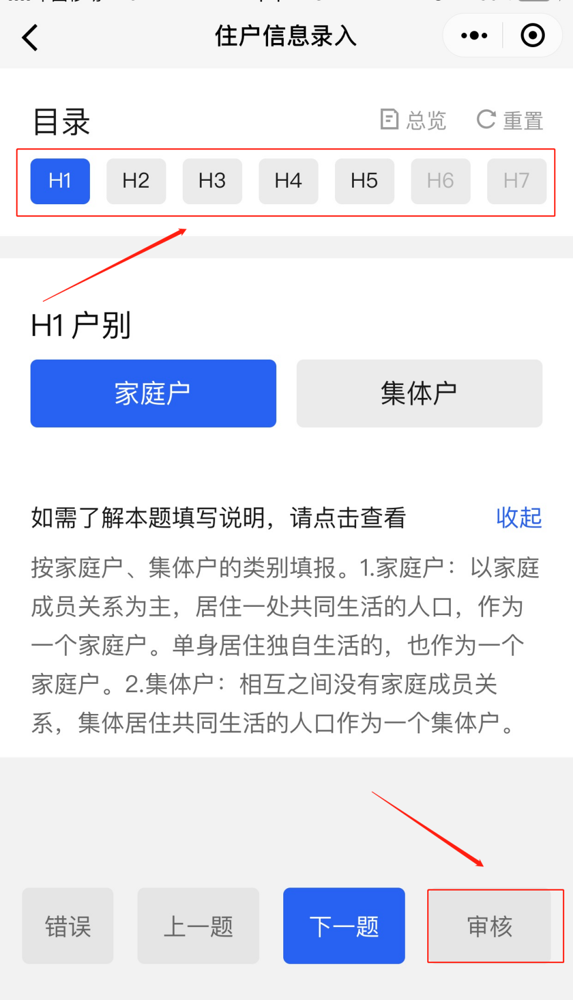 住户信息录入
目录
总览 重置
H1 H2 H3 H4 H5 H6 H7
H1 户别
家庭户 集体户
如需了解本题填写说明，请点击查看 收起
按家庭户、集体户的类别填报。1.家庭户：以家庭
成员关系为主，居住一处共同生活的人口，作为
一个家庭户。单身居住独自生活的，也作为一个
家庭户。2.集体户：相互之间没有家庭成员关
系，集体居住共同生活的人口作为一个集体户。
错误 上一题 下一题 审核